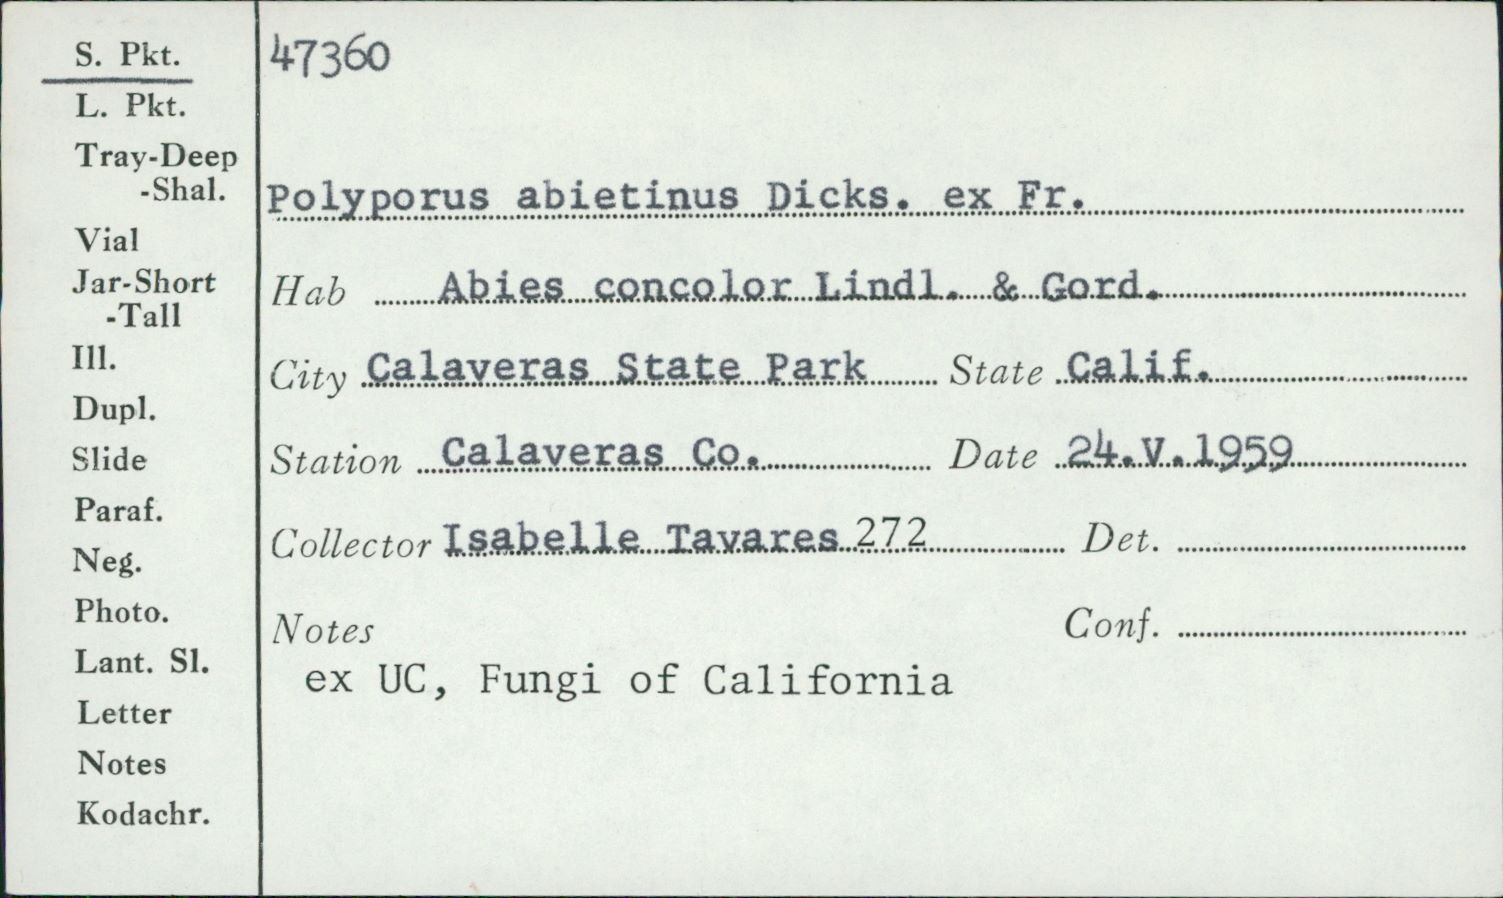 S. Pkt.
L. Pkt.
Tray-Deep
-Shal.
Vial
Jar-Short
-Tall
Ill.
Dupl.
Slide
Paraf.
Neg.
Photo.
Lant. Sl.
Letter
Notes
Kodachr.
47360
Polyporus abietinus Dicks. ex Fr.
Hab Abies concolor Lindl. & Gord.
City Calaveras State Park State Calif.
Station Calaveras Co. Date 24.V.1959
Collector Isabelle Tavares 272 Det.
Notes Conf.
ex UC, Fungi of California